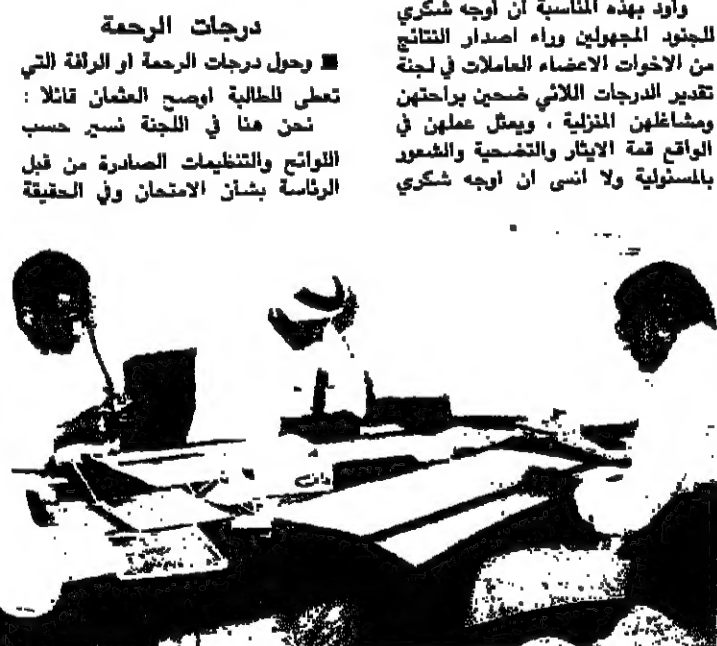 وأود بهذه المناسبة أن أوجه شكري
للجنود المجهولين وراء اصدار النتائج
من الاخوات الاعضاء العاملات في لجنة
تقدير الدرجات اللائي ضحين براحتهن
ومشاغلهن المنزلية ، ويمثل عملهن في
الواقع قمة الايثار والتضحية والشعور
بالمسئولية ولا انسى ان اوجه شكري
درجات الرحمة
■ وحول درجات الرحمة او الرأفة التي
تعطى للطالبة اوضح العثمان قائلا :
نحن هنا في اللجنة نسير حسب
اللوائح والتنظيمات الصادرة من قبل
الرئاسة بشأن الامتحان وفي الحقيقة